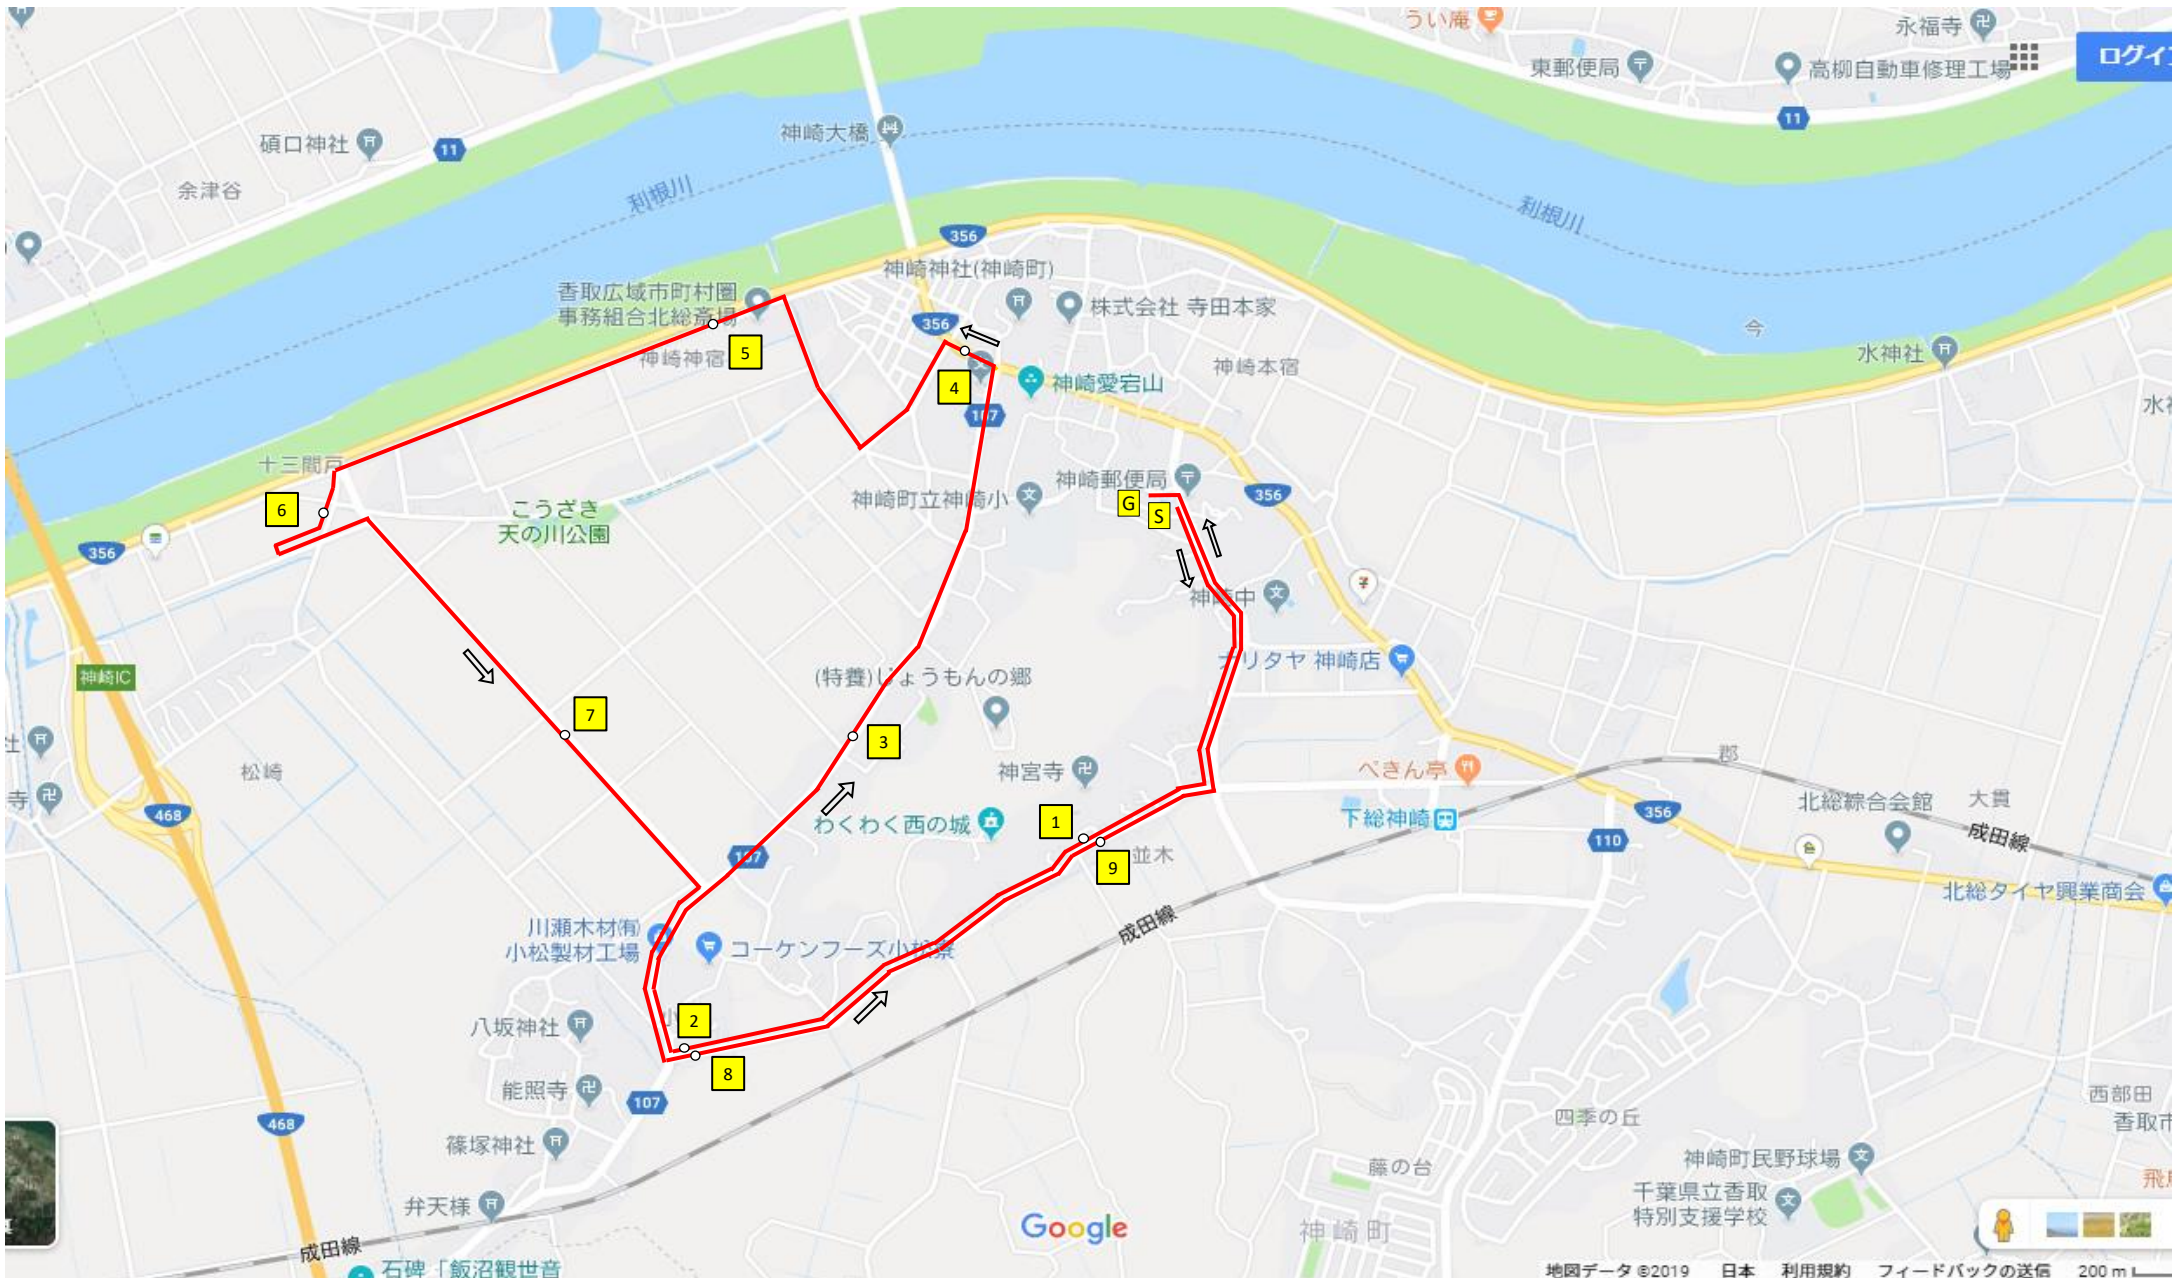 うい庵
永福寺
東郵便局
高柳自動車修理工場
ログイ
11
神崎大橋
碩口神社
11
余津谷
利根川
利根川
356
神崎神社(神崎町)
香取広域市町村圏
事務組合北総斎場
株式会社 寺田本家
356
今
水神社
5
神崎神宿
神崎本宿
4
神崎愛宕山
107
水
十三間戸
神崎郵便局
神崎町立神崎小
G
S
356
6
こうざき
天の川公園
356
神崎中
ナリタヤ 神崎店
神崎IC
(特養)じょうもんの郷
7
3
社
郡
松崎
神宮寺
ぺきん亭
寺
468
1
わくわく西の城
下総神崎
356
北総綜合会館
大貫
成田線
110
107
並木
9
北総タイヤ興業商会
川瀬木材㈲
小松製材工場
コーケンフーズ小松寮
成田線
2
小
八坂神社
8
能照寺
107
468
西部田
香取市
四季の丘
篠塚神社
神崎町民野球場
藤の台
千葉県立香取
特別支援学校
弁天様
Google
神崎町
成田線
石碑「飯沼観世音
地図データ ©2019 日本 利用規約 フィードバックの送信 200 m